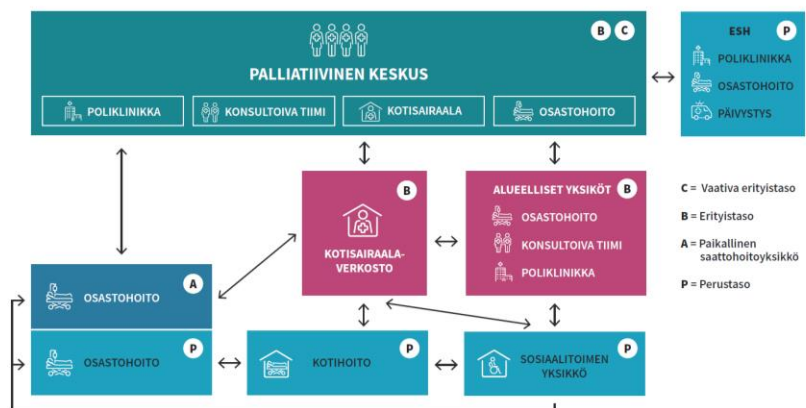 B C
PALLIATIIVINEN KESKUS
POLIKLINIKKA
KONSULTOIVA TIIMI
KOTISAIRAALA
OSASTOHOITO
ESH P
POLIKLINIKKA
OSASTOHOITO
PÄIVYSTYS
B
KOTISAIRAALA-
VERKOSTO
ALUEELLISET YKSIKÖT B
OSASTOHOITO
KONSULTOIVA TIIMI
POLIKLINIKKA
C = Vaativa erityistaso
B = Erityistaso
A = Paikallinen
saattohoitoyksikkö
P = Perustaso
A
OSASTOHOITO
P
OSASTOHOITO
P
KOTIHOITO
P
SOSIAALITOIMEN
YKSIKKÖ